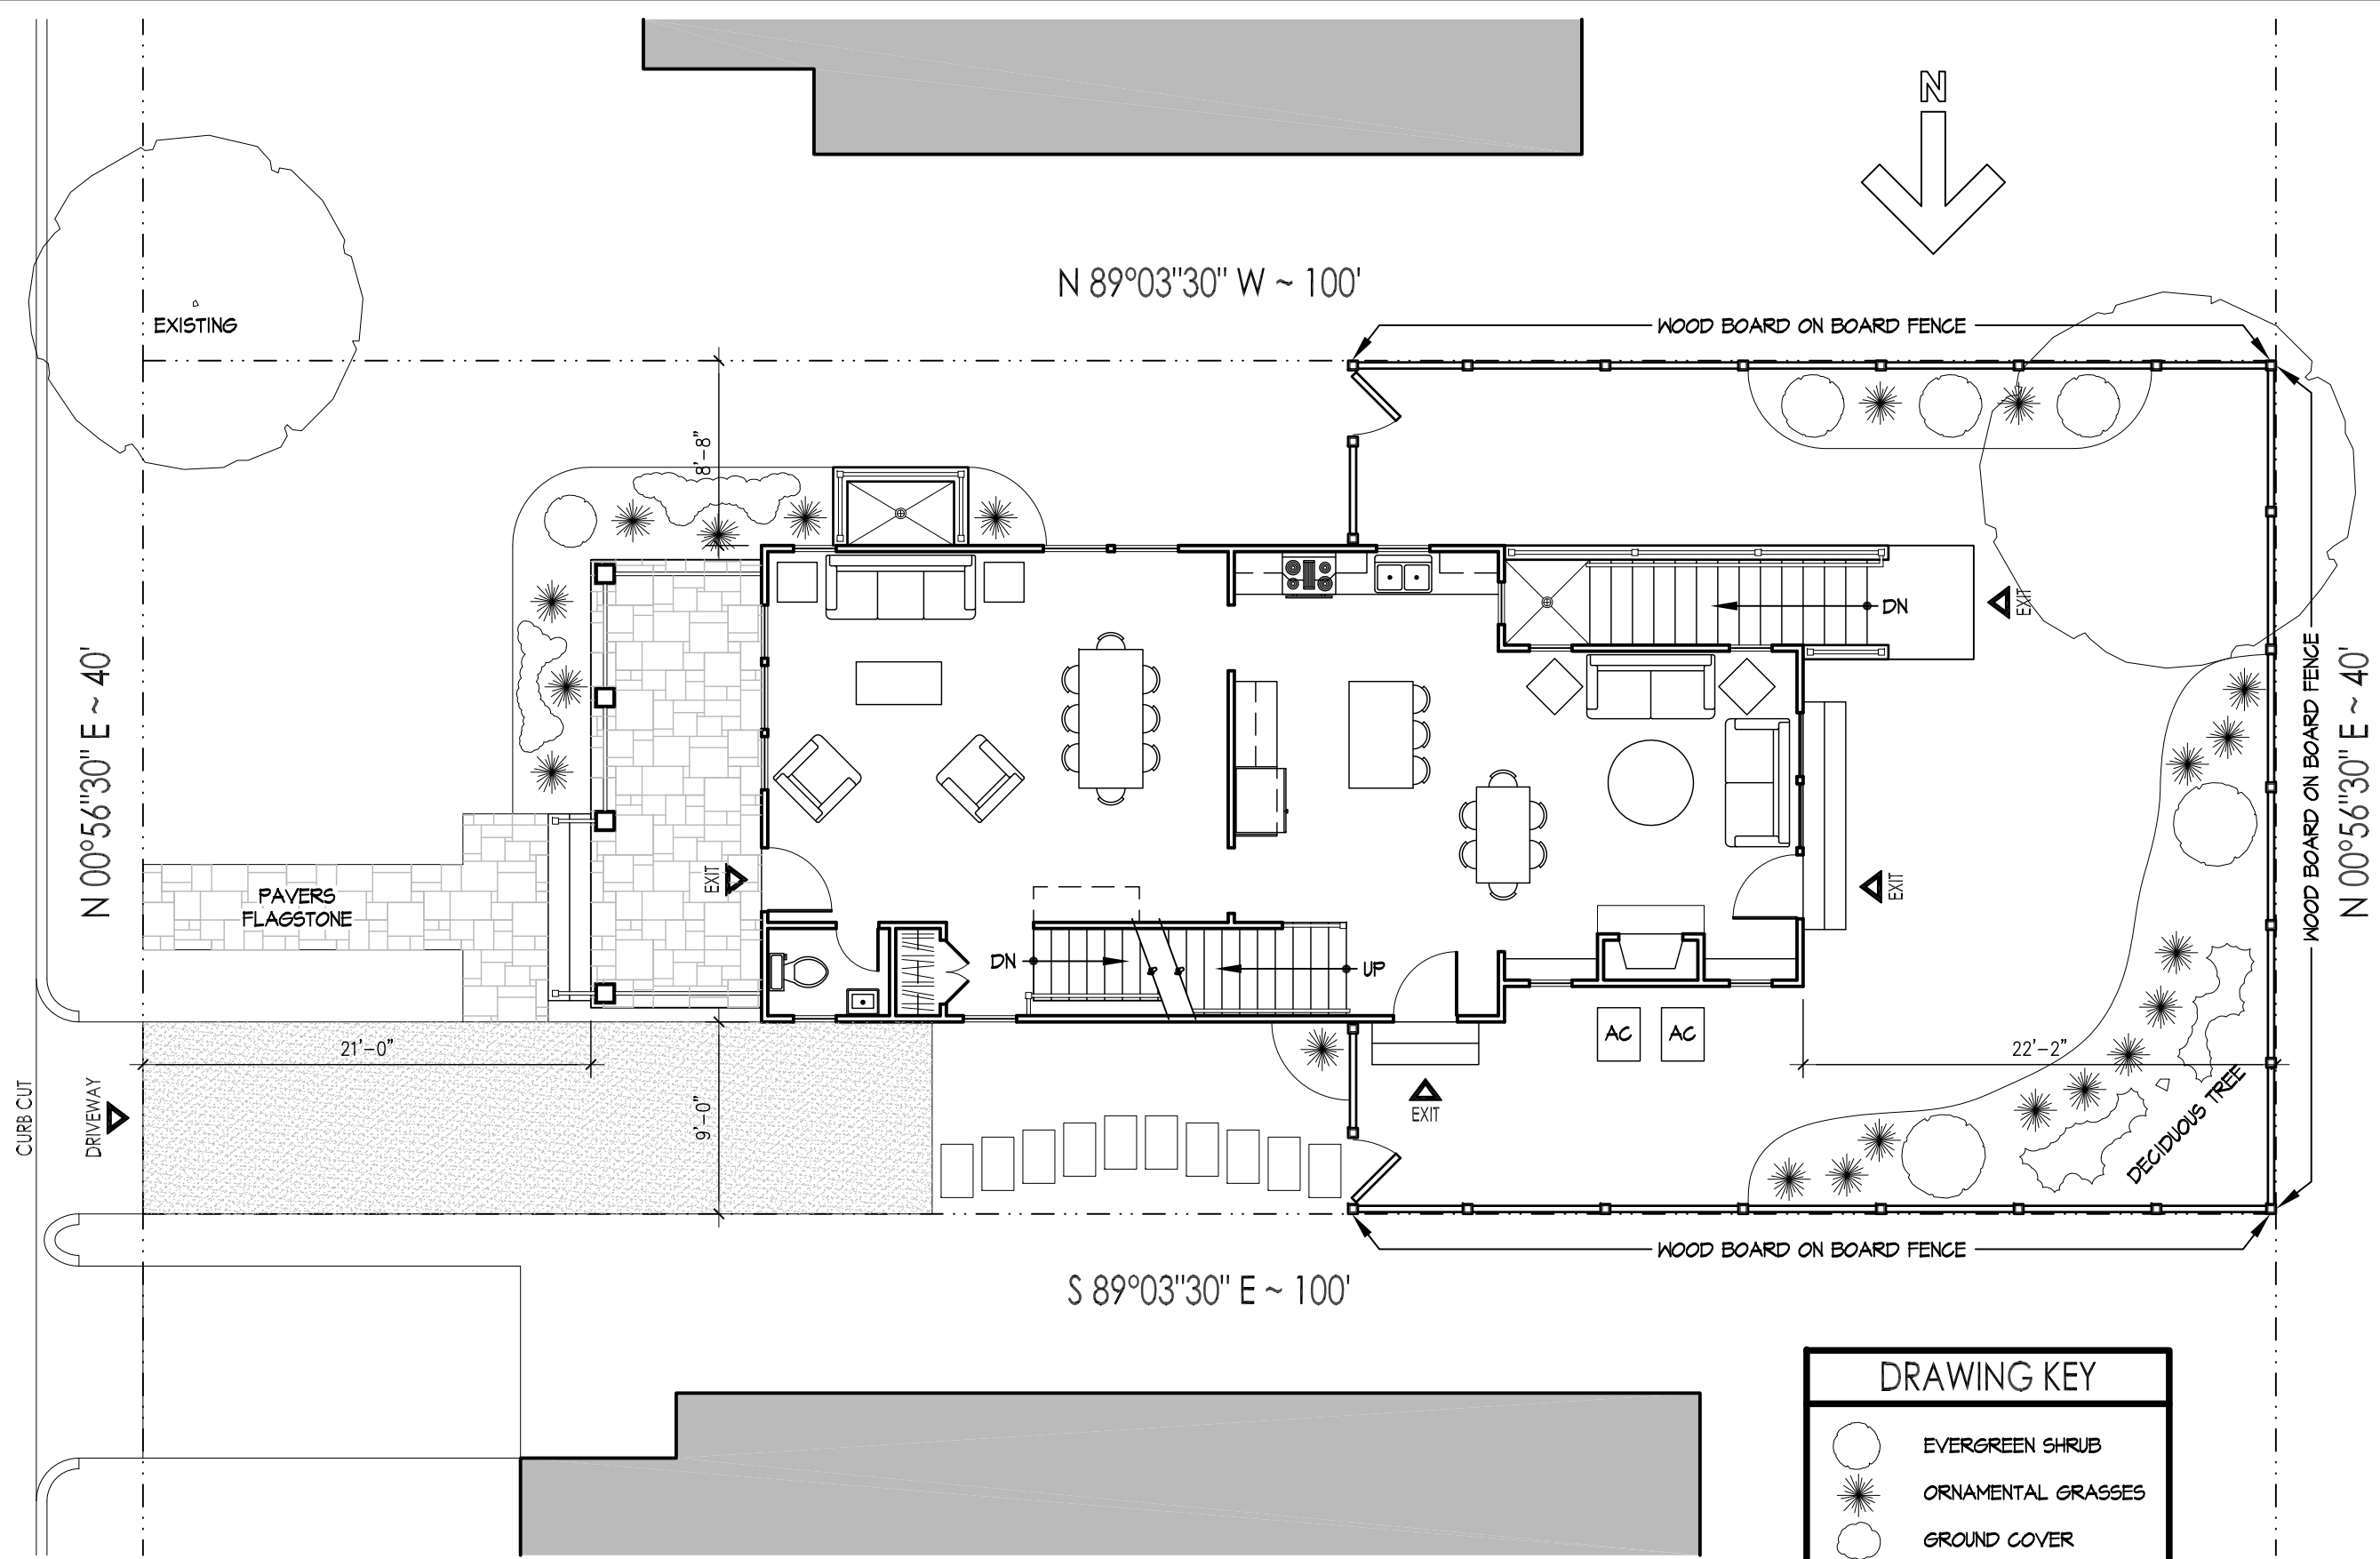 N
N 89°03"30" W ~ 100'
EXISTING
WOOD BOARD ON BOARD FENCE
8'-8"
DN
EXIT
N 00°56"30" E ~ 40'
WOOD BOARD ON BOARD FENCE
N 00°56"30" E ~ 40'
EXIT
EXIT
PAVERS
FLAGSTONE
DN
UP
AC
AC
21'-0"
22'-2"
CURB CUT
DRIVEWAY
9'-0"
EXIT
DECIDUOUS TREE
WOOD BOARD ON BOARD FENCE
S 89°03"30" E ~ 100'
DRAWING KEY
EVERGREEN SHRUB
ORNAMENTAL GRASSES
GROUND COVER